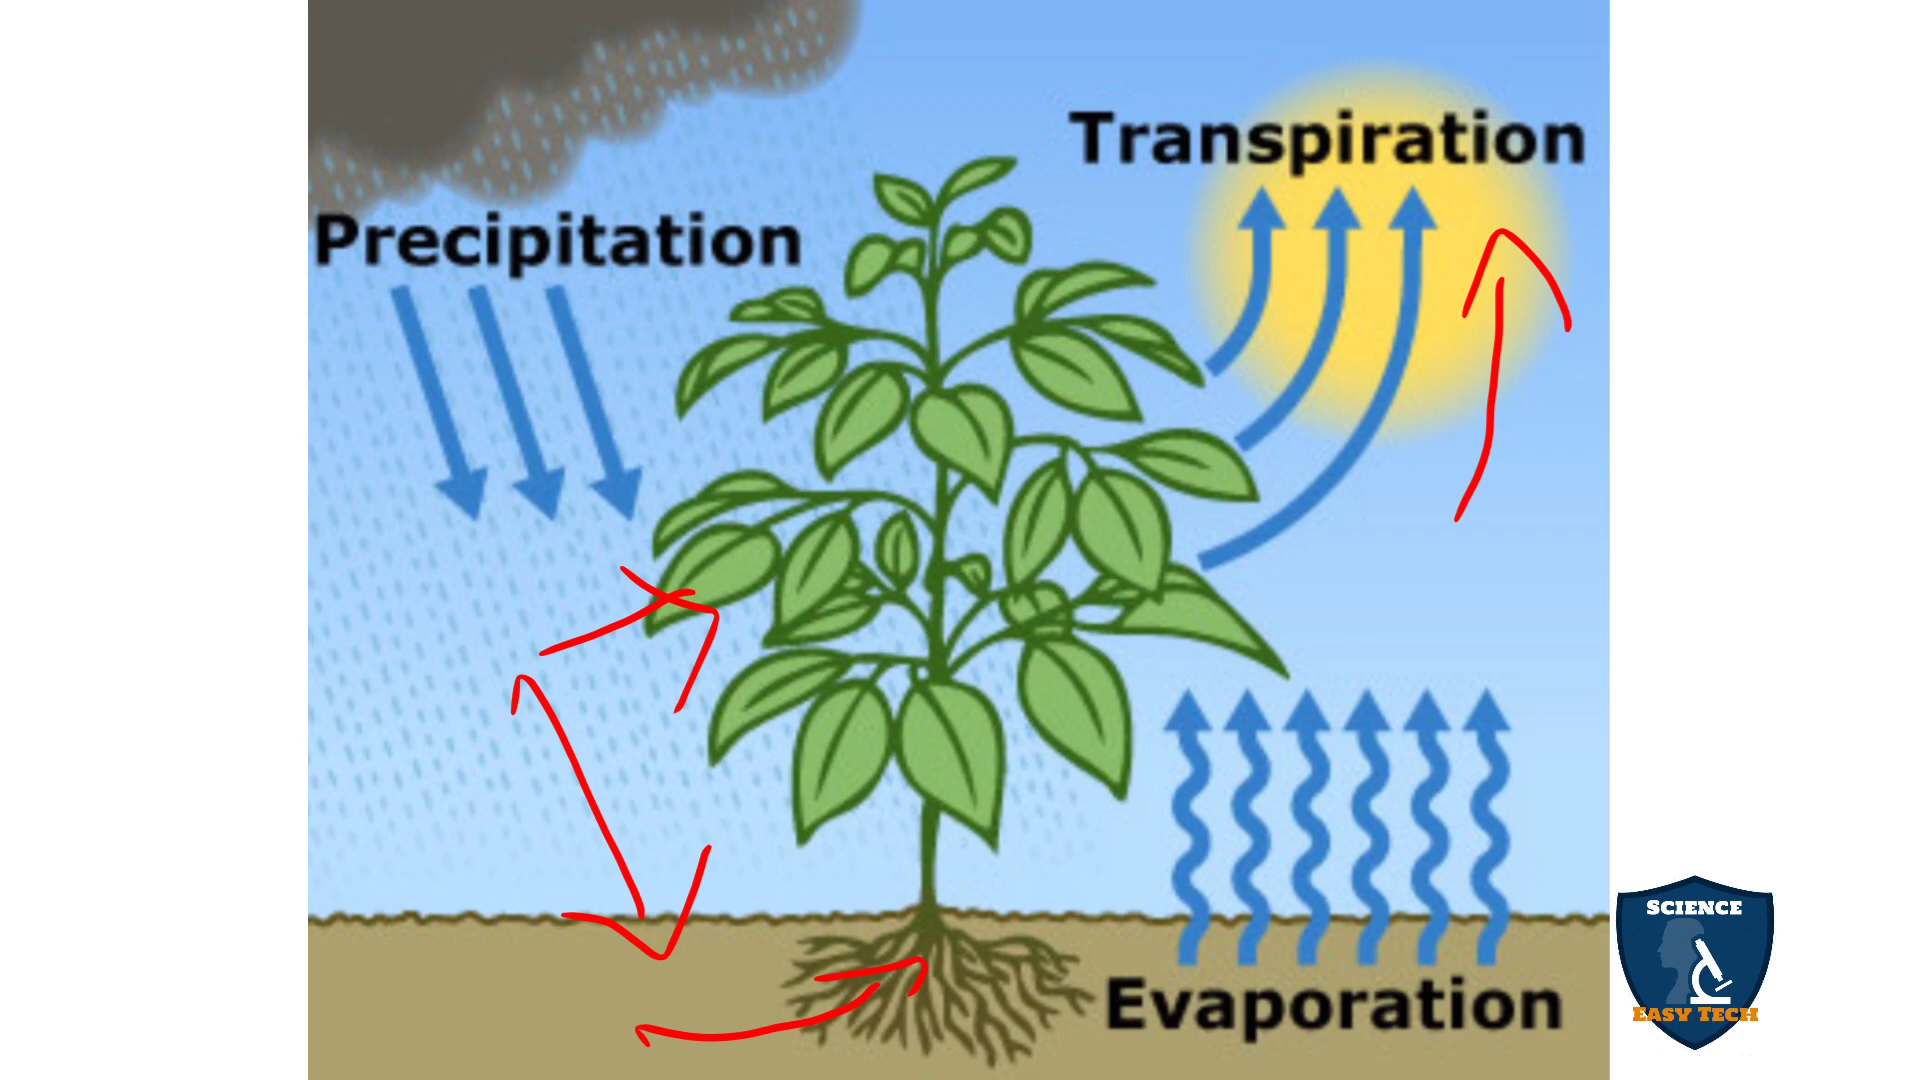 Transpiration
Precipitation
Evaporation
SCIENCE
EASY TECH